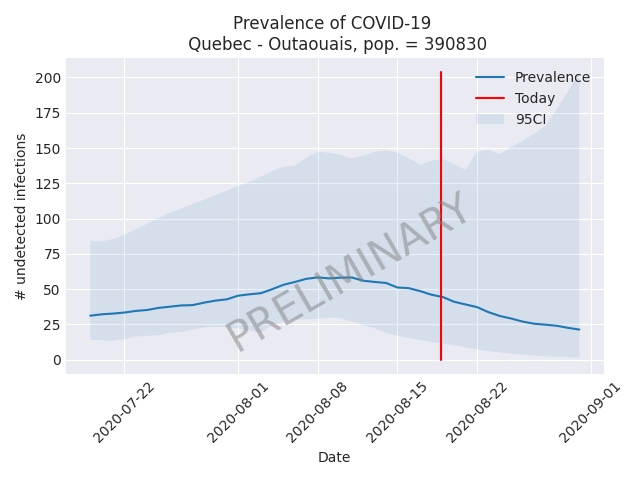 Prevalence of COVID-19
Quebec - Outaouais, pop. = 390830
200
175
150
125
100
75
50
25
0
# undetected infections
Prevalence
Today
95CI
PRELIMINARY
2020-07-22
2020-08-01
2020-08-08
2020-08-15
2020-08-22
2020-09-01
Date